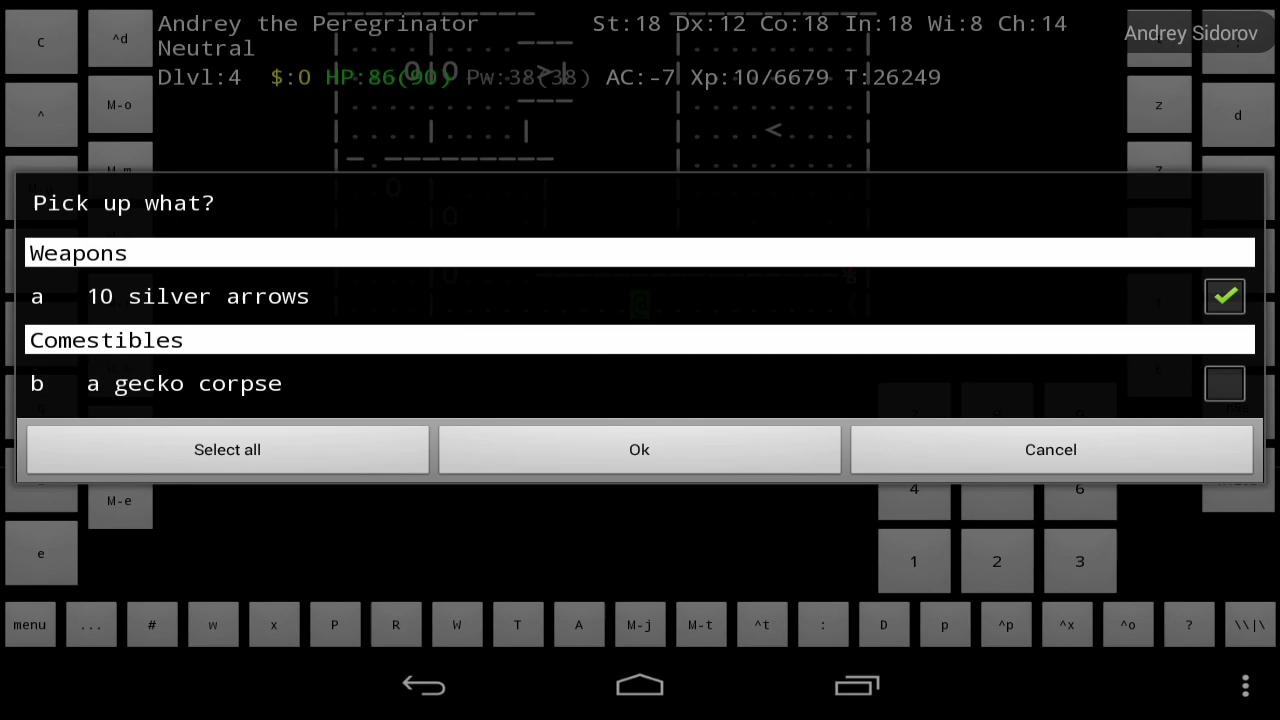 Andrey the Peregrinator St:18 Dx:12 Co:18 In:18 Wi:8 Ch:14
Neutral
Dlvl:4 $:0 HP:86(90) Pw:38(38) AC:-7 Xp:10/6679 T:26249
Andrey Sidorov
c
^d
^
M-o
z
d
Pick up what?
Weapons
a 10 silver arrows
Comestibles
b a gecko corpse
Select all Ok Cancel
M-e
4 6
e
1 2 3
menu ... # w x P R W T A M-j M-t ^t : D p ^p ^x ^o ? \\|\